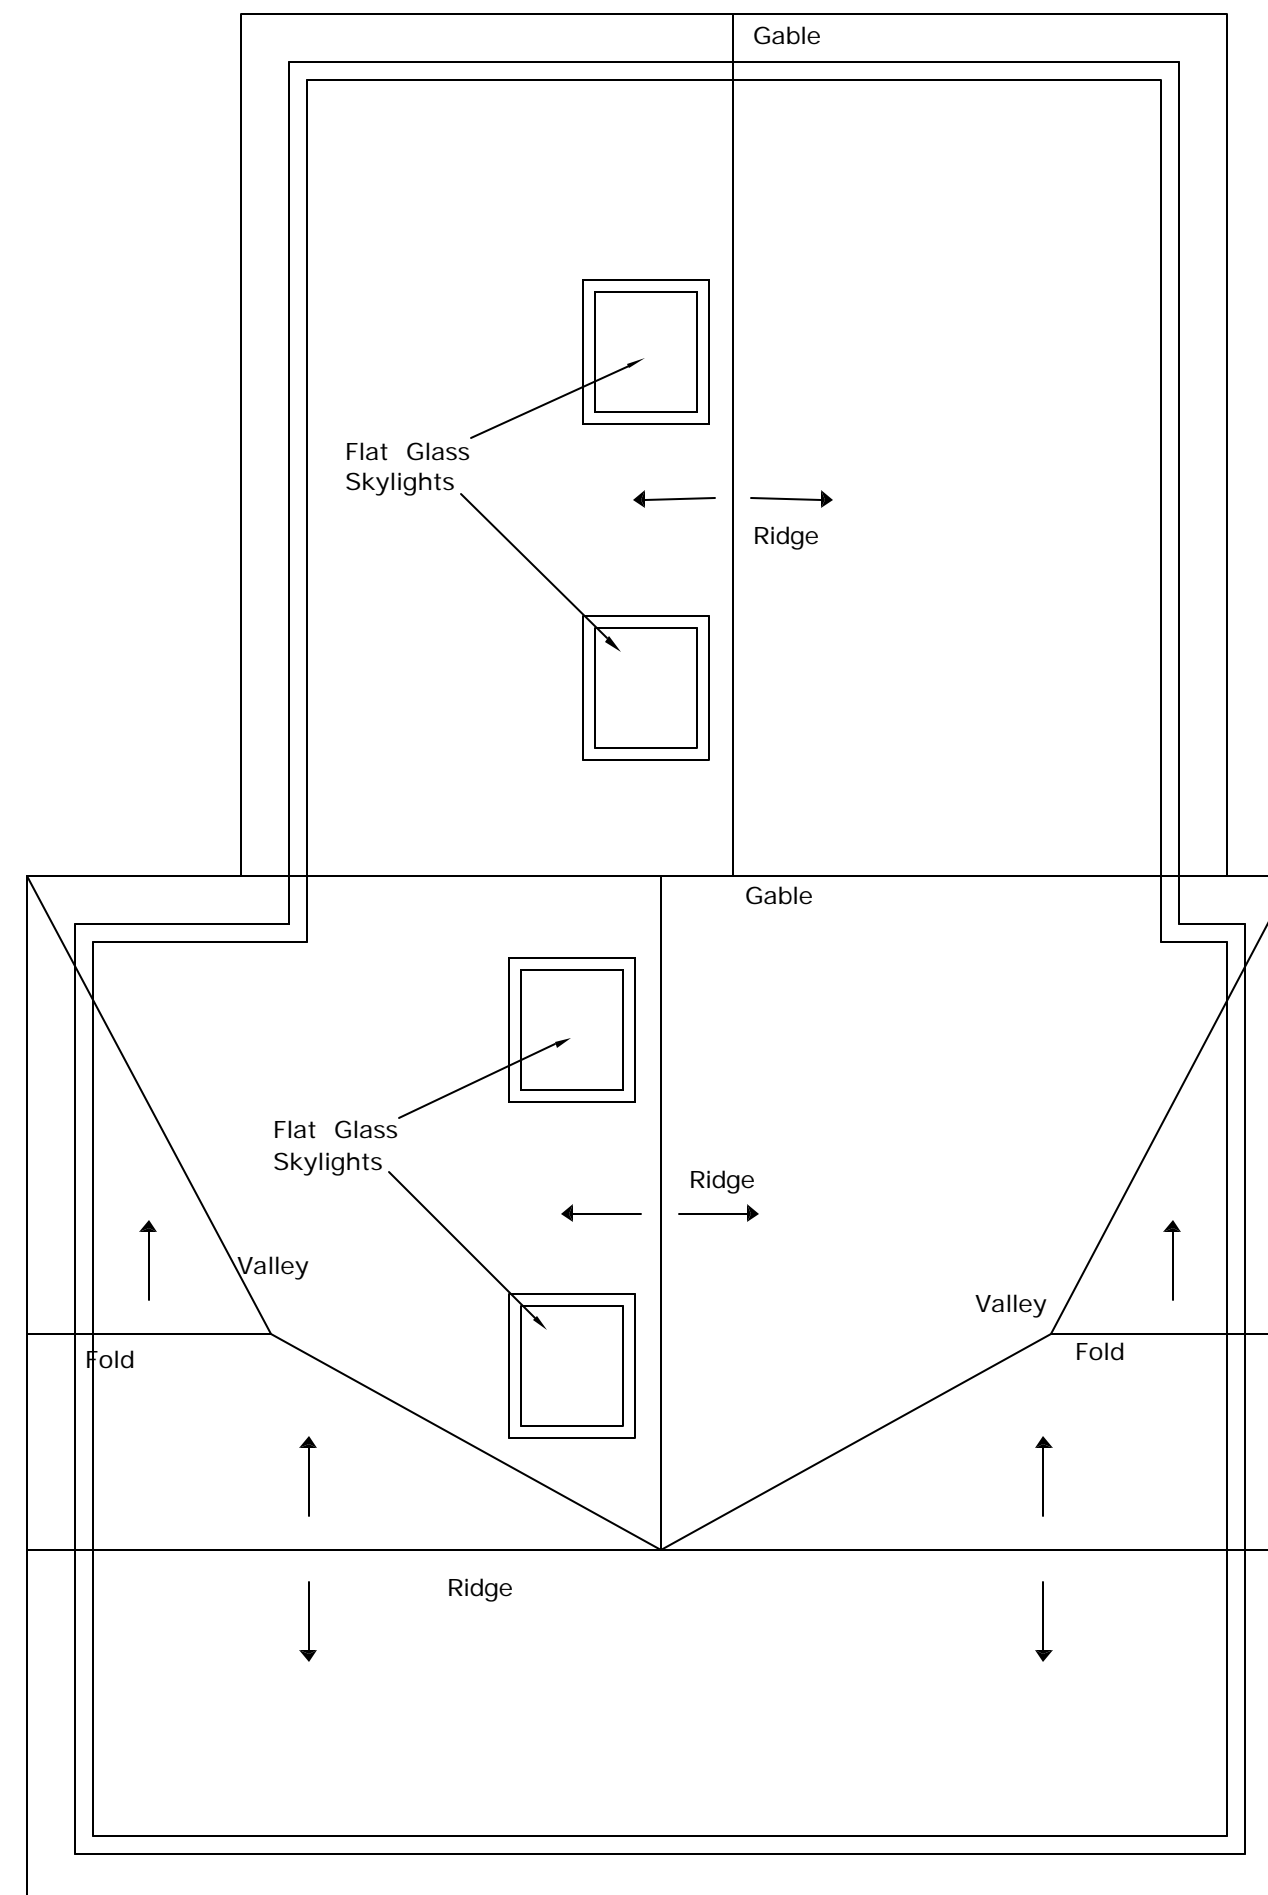 Gable
Flat Glass
Skylights
Ridge
Gable
Flat Glass
Skylights
Ridge
Valley
Valley
Fold
Fold
Ridge